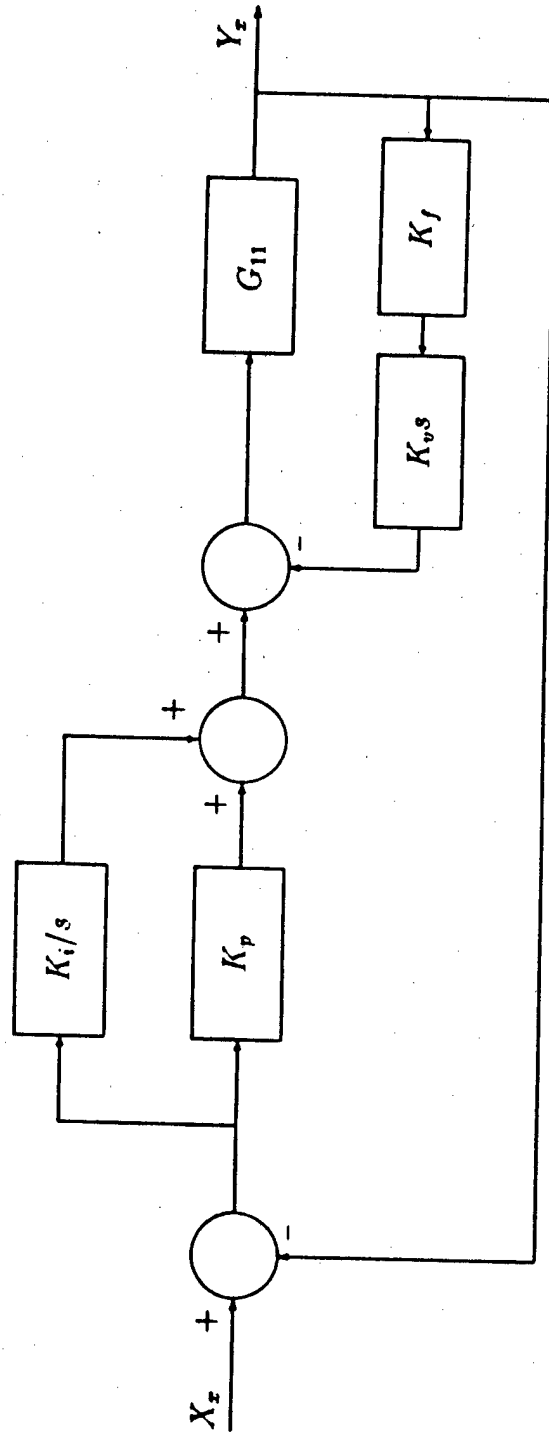 X_x
+
-
K_i/s
K_p
+
+
+
-
G_11
K_v s
K_f
Y_x